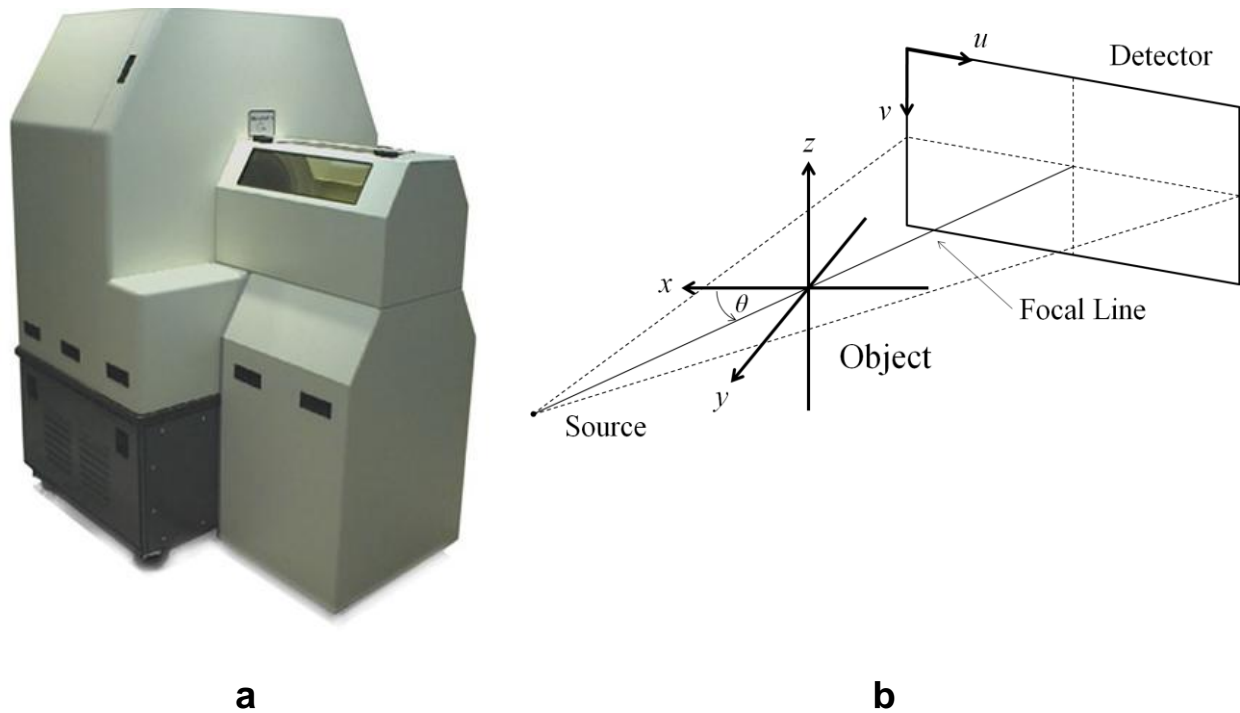 u
Detector
v
z
x
θ
Focal Line
Object
y
Source
a
b